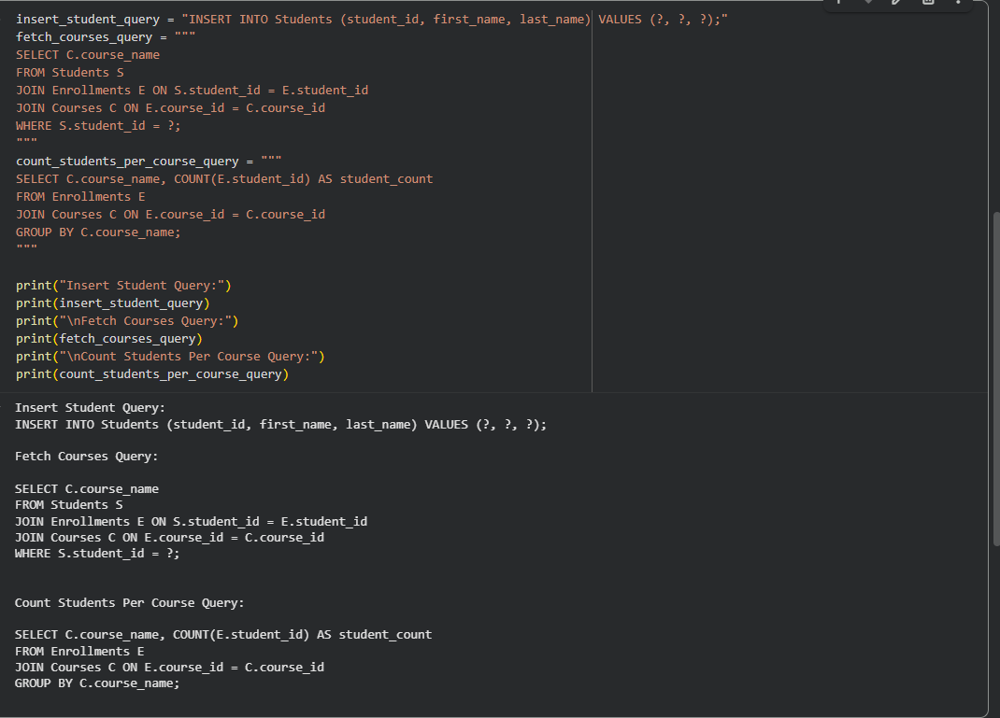 insert_student_query = "INSERT INTO Students (student_id, first_name, last_name) VALUES (?, ?, ?);"
fetch_courses_query = """
SELECT C.course_name
FROM Students S
JOIN Enrollments E ON S.student_id = E.student_id
JOIN Courses C ON E.course_id = C.course_id
WHERE S.student_id = ?;
"""
count_students_per_course_query = """
SELECT C.course_name, COUNT(E.student_id) AS student_count
FROM Enrollments E
JOIN Courses C ON E.course_id = C.course_id
GROUP BY C.course_name;
"""

print("Insert Student Query:")
print(insert_student_query)
print("\nFetch Courses Query:")
print(fetch_courses_query)
print("\nCount Students Per Course Query:")
print(count_students_per_course_query)
Insert Student Query:
INSERT INTO Students (student_id, first_name, last_name) VALUES (?, ?, ?);

Fetch Courses Query:

SELECT C.course_name
FROM Students S
JOIN Enrollments E ON S.student_id = E.student_id
JOIN Courses C ON E.course_id = C.course_id
WHERE S.student_id = ?;


Count Students Per Course Query:

SELECT C.course_name, COUNT(E.student_id) AS student_count
FROM Enrollments E
JOIN Courses C ON E.course_id = C.course_id
GROUP BY C.course_name;